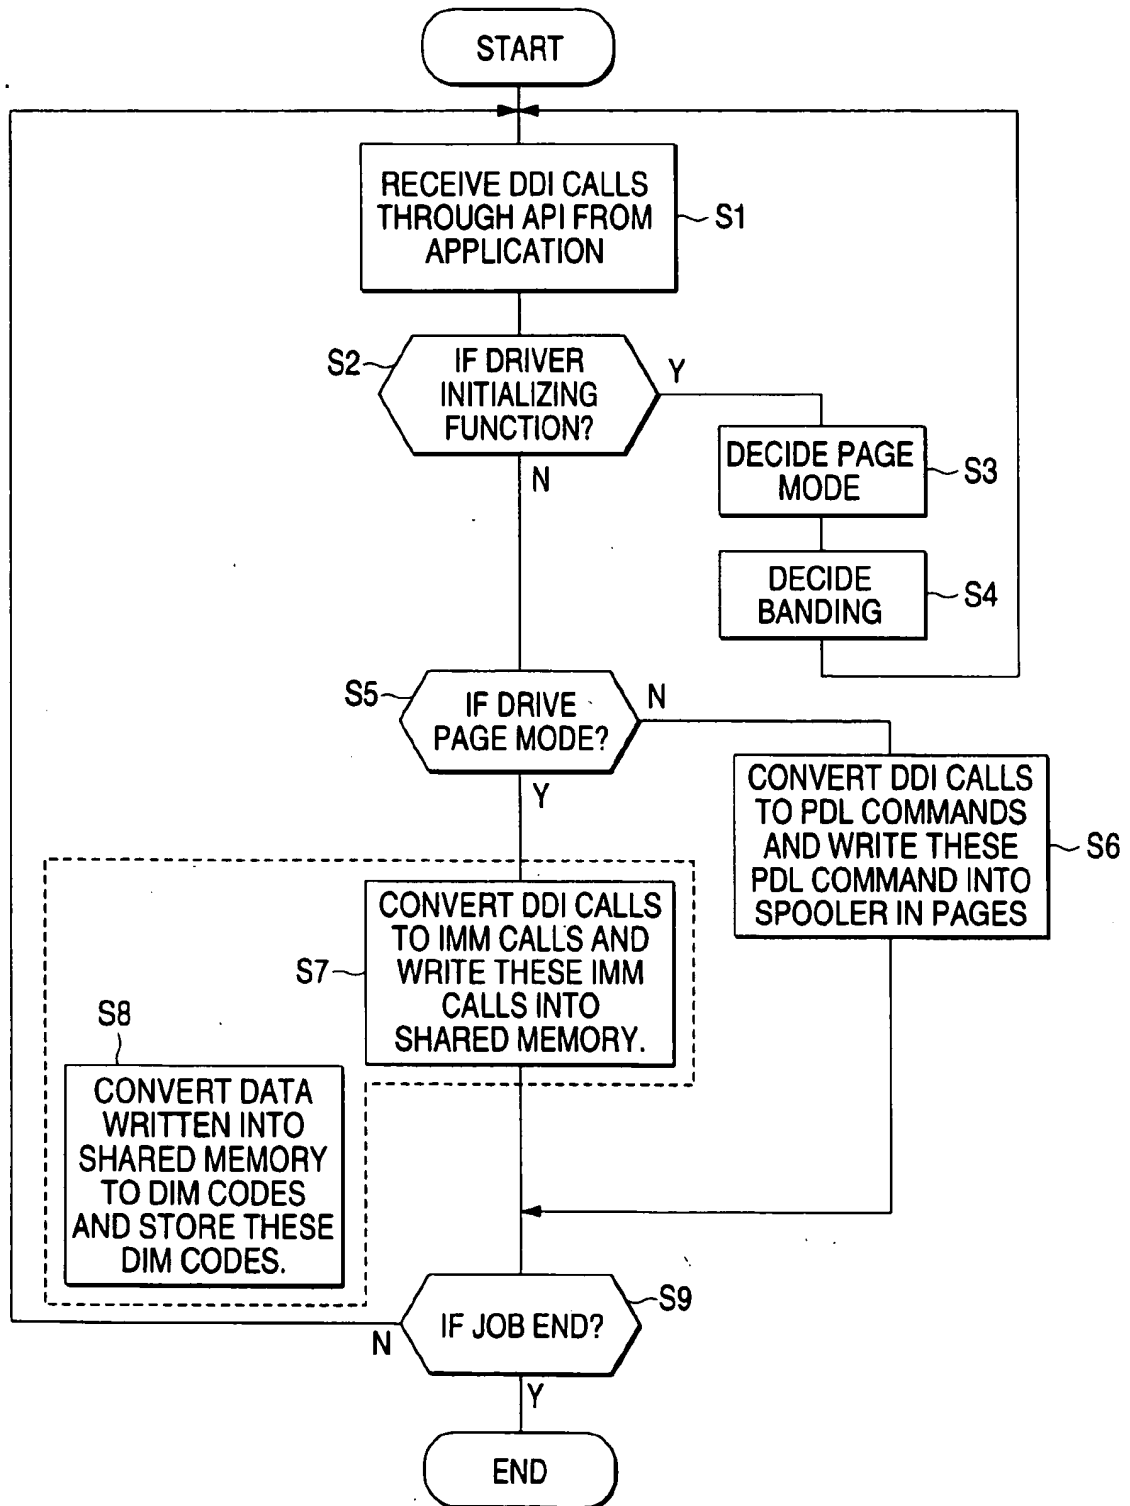 START
RECEIVE DDI CALLS
THROUGH API FROM
APPLICATION
S1
S2
IF DRIVER
INITIALIZING
FUNCTION?
Y
N
DECIDE PAGE
MODE
S3
DECIDE
BANDING
S4
S5
IF DRIVE
PAGE MODE?
N
Y
CONVERT DDI CALLS
TO PDL COMMANDS
AND WRITE THESE
PDL COMMAND INTO
SPOOLER IN PAGES
S6
S7
CONVERT DDI CALLS
TO IMM CALLS AND
WRITE THESE IMM
CALLS INTO
SHARED MEMORY.
S8
CONVERT DATA
WRITTEN INTO
SHARED MEMORY
TO DIM CODES
AND STORE THESE
DIM CODES.
IF JOB END?
S9
N
Y
END